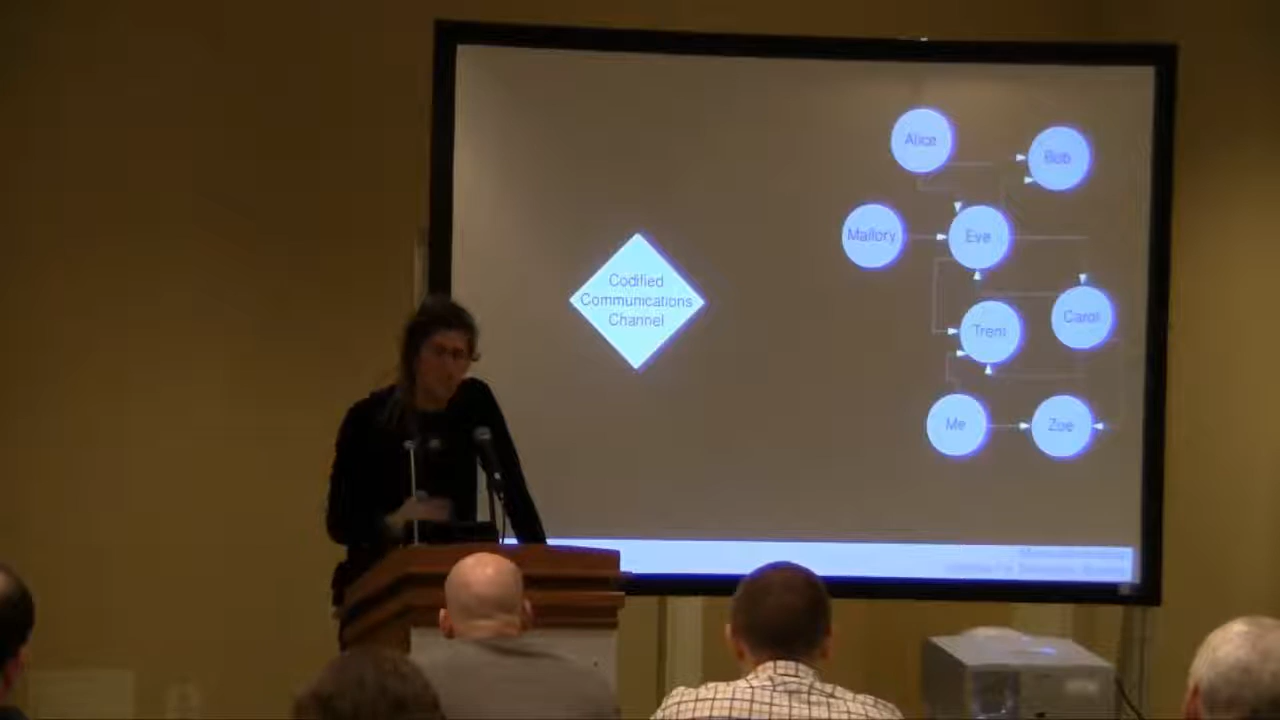 Alice
Bob
Mallory
Eve
Codified
Communications
Channel
Trent
Carol
Me
Zoe